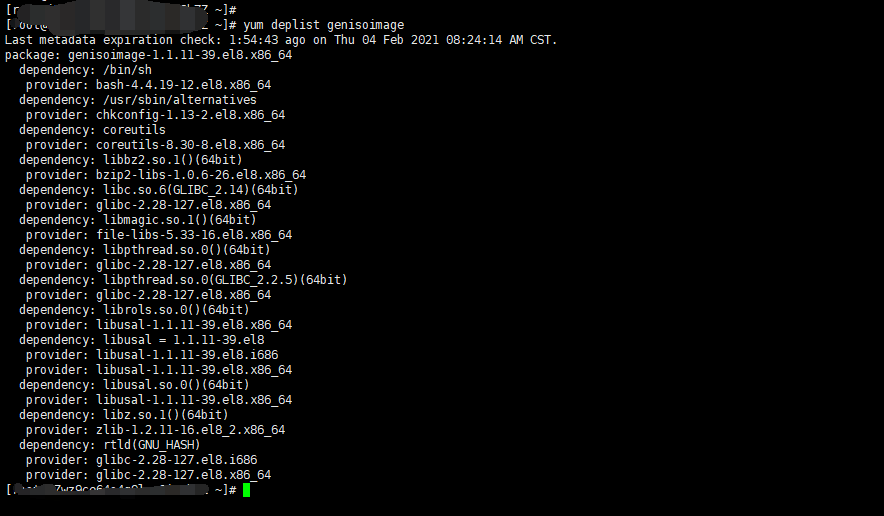 ~]#
~]# yum deplist genisoimage
Last metadata expiration check: 1:54:43 ago on Thu 04 Feb 2021 08:24:14 AM CST.
package: genisoimage-1.1.11-39.el8.x86_64
dependency: /bin/sh
provider: bash-4.4.19-12.el8.x86_64
dependency: /usr/sbin/alternatives
provider: chkconfig-1.13-2.el8.x86_64
dependency: coreutils
provider: coreutils-8.30-8.el8.x86_64
dependency: libbz2.so.1()(64bit)
provider: bzip2-libs-1.0.6-26.el8.x86_64
dependency: libc.so.6(GLIBC_2.14)(64bit)
provider: glibc-2.28-127.el8.x86_64
dependency: libmagic.so.1()(64bit)
provider: file-libs-5.33-16.el8.x86_64
dependency: libpthread.so.0()(64bit)
provider: glibc-2.28-127.el8.x86_64
dependency: libpthread.so.0(GLIBC_2.2.5)(64bit)
provider: glibc-2.28-127.el8.x86_64
dependency: librols.so.0()(64bit)
provider: libusal-1.1.11-39.el8.x86_64
dependency: libusal = 1.1.11-39.el8
provider: libusal-1.1.11-39.el8.i686
provider: libusal-1.1.11-39.el8.x86_64
dependency: libusal.so.0()(64bit)
provider: libusal-1.1.11-39.el8.x86_64
dependency: libz.so.1()(64bit)
provider: zlib-1.2.11-16.el8_2.x86_64
dependency: rtld(GNU_HASH)
provider: glibc-2.28-127.el8.i686
provider: glibc-2.28-127.el8.x86_64
~]#